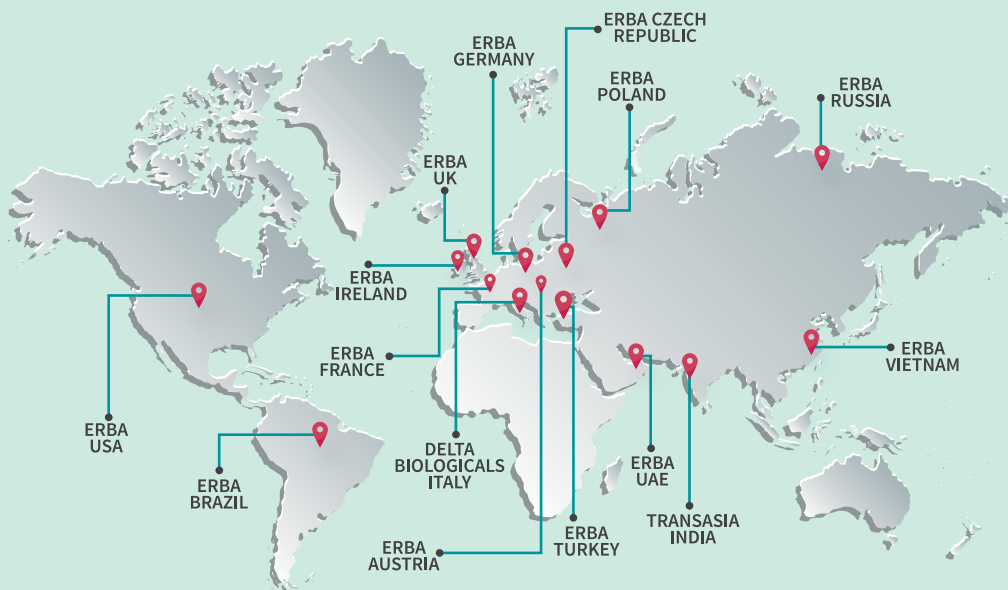 ERBA CZECH
REPUBLIC
ERBA
GERMANY
ERBA
POLAND
ERBA
RUSSIA
ERBA
UK
ERBA
IRELAND
ERBA
FRANCE
ERBA
VIETNAM
ERBA
USA
DELTA
BIOLOGICALS
ITALY
ERBA
UAE
ERBA
BRAZIL
TRANSASIA
INDIA
ERBA
TURKEY
ERBA
AUSTRIA